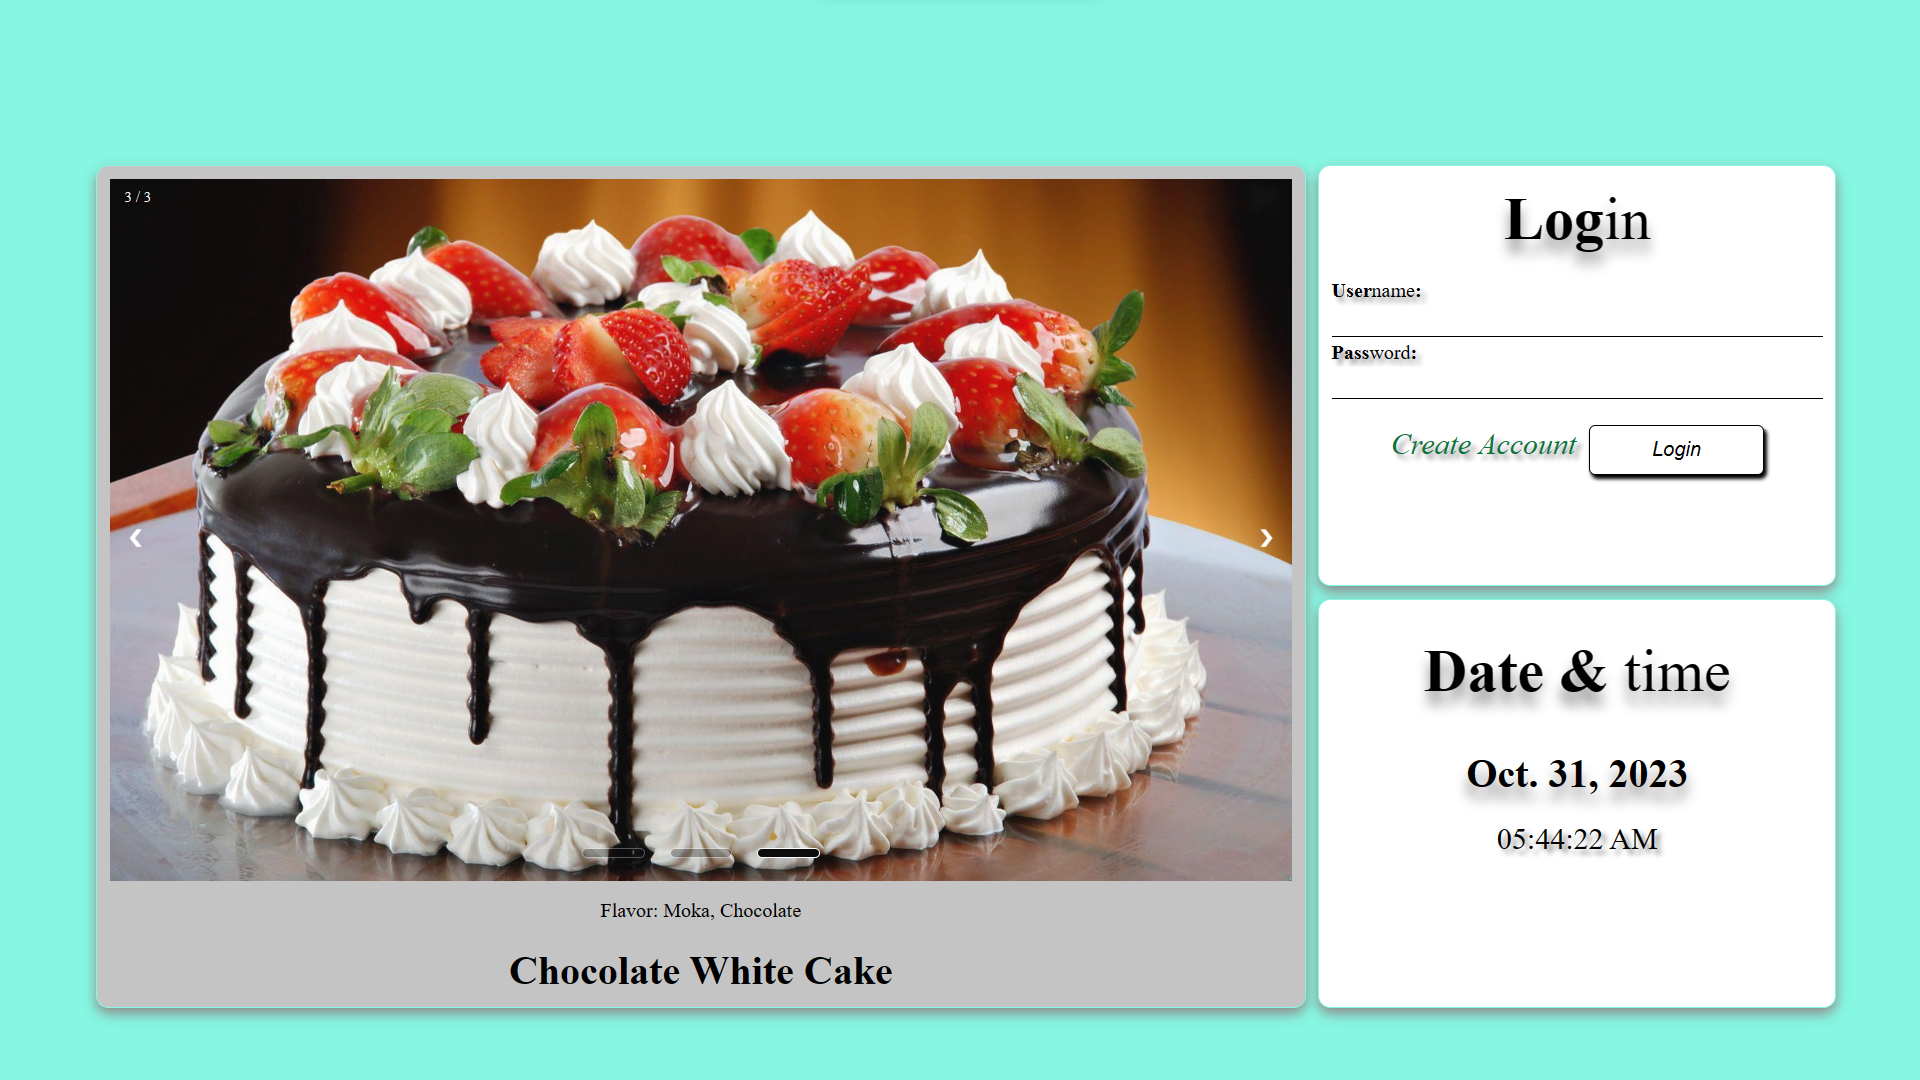 3 / 3
❮
❯
Flavor: Moka, Chocolate
Chocolate White Cake
Login
Username:
Password:
Create Account
Login
Date & time
Oct. 31, 2023
05:44:22 AM